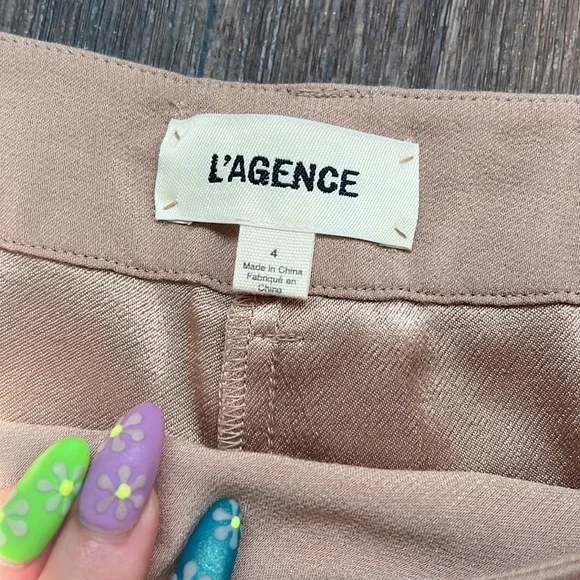 L'AGENCE
4
Made in China
Fabriqué en
Chine